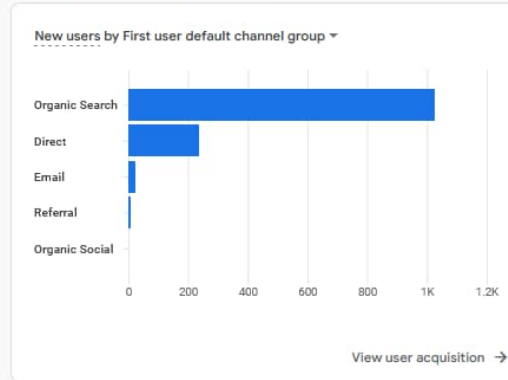 New users by First user default channel group
Organic Search
Direct
Email
Referral
Organic Social
0 200 400 600 800 1K 1.2K
View user acquisition